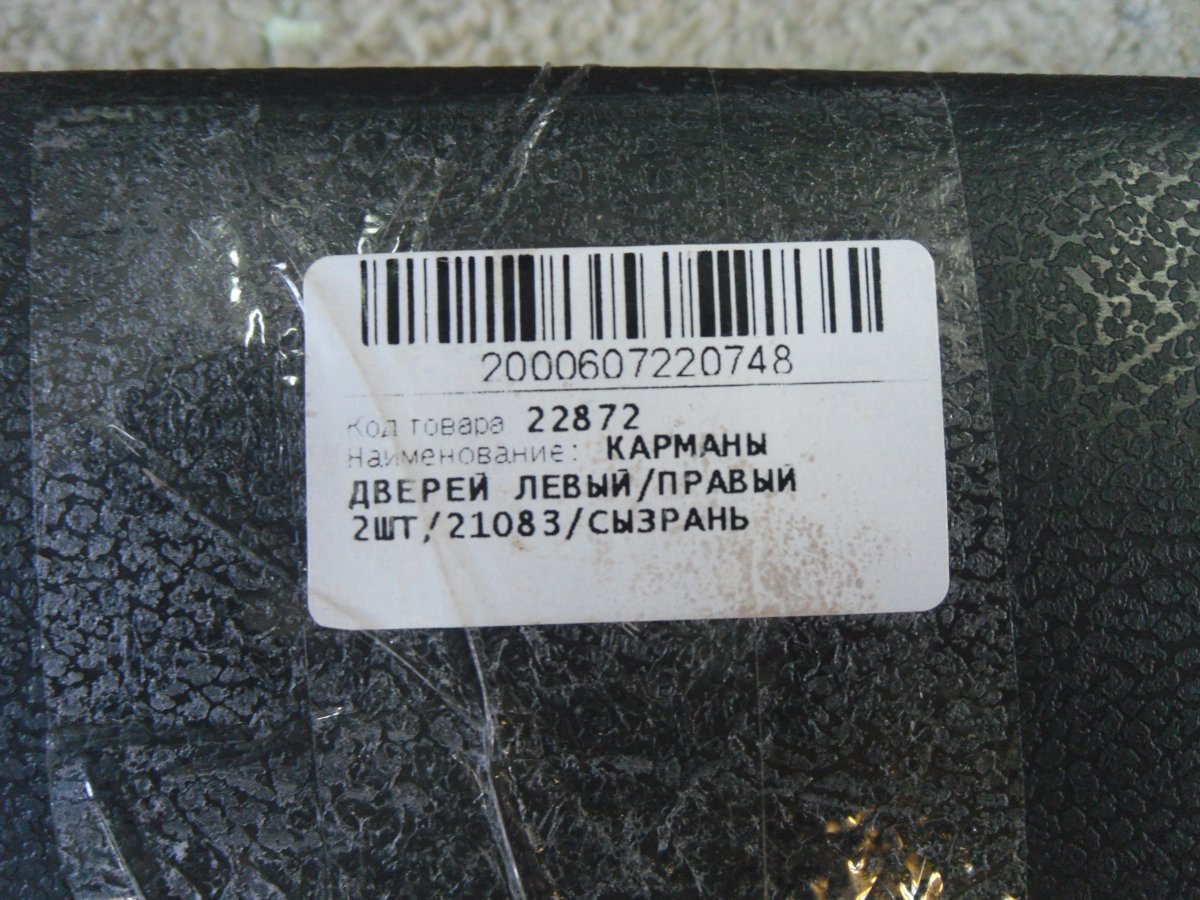 2000607220748
Код товара 22872
Наименование: КАРМАНЫ
ДВЕРЕЙ ЛЕВЫЙ/ПРАВЫЙ
2ШТ,/21083/СЫЗРАНЬ